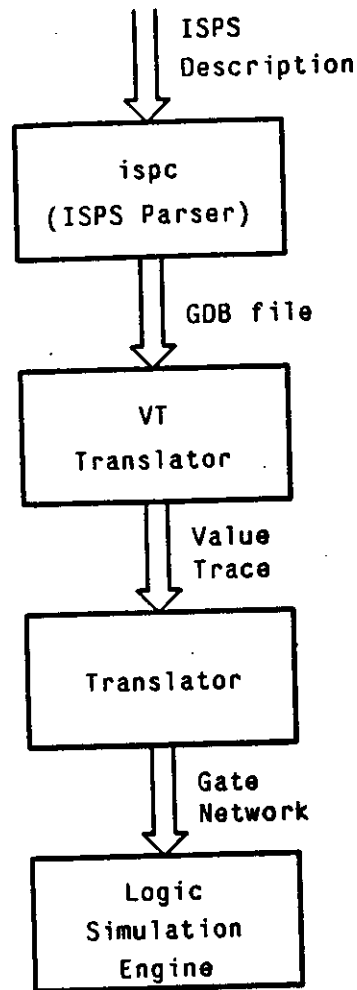 ISPS
Description
ispc
(ISPS Parser)
GDB file
VT
Translator
Value
Trace
Translator
Gate
Network
Logic
Simulation
Engine